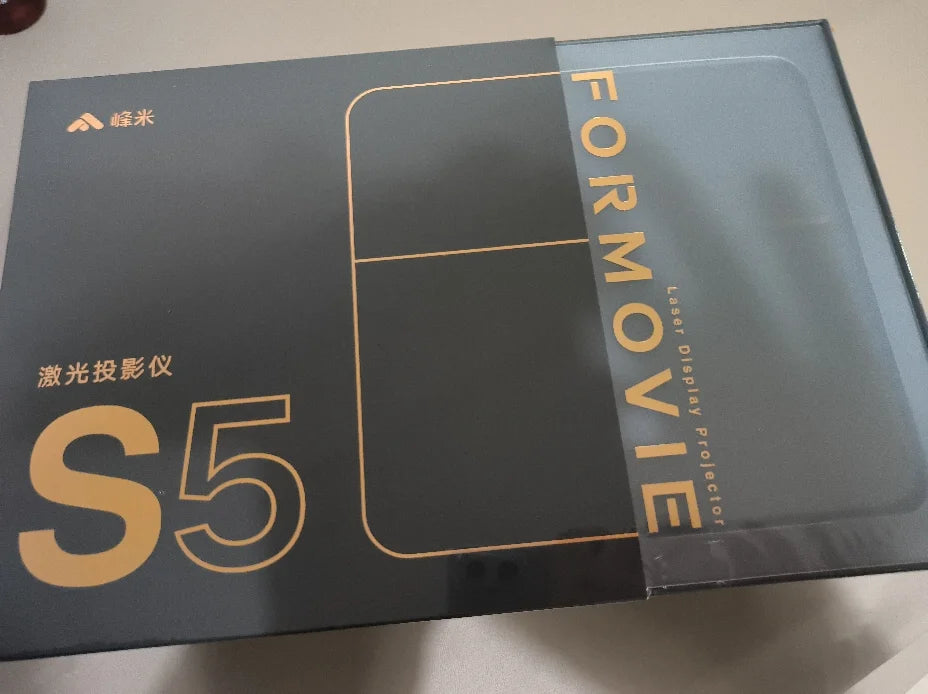 峰米
激光投影仪
S5
FORMOVIE
Laser Display Projector